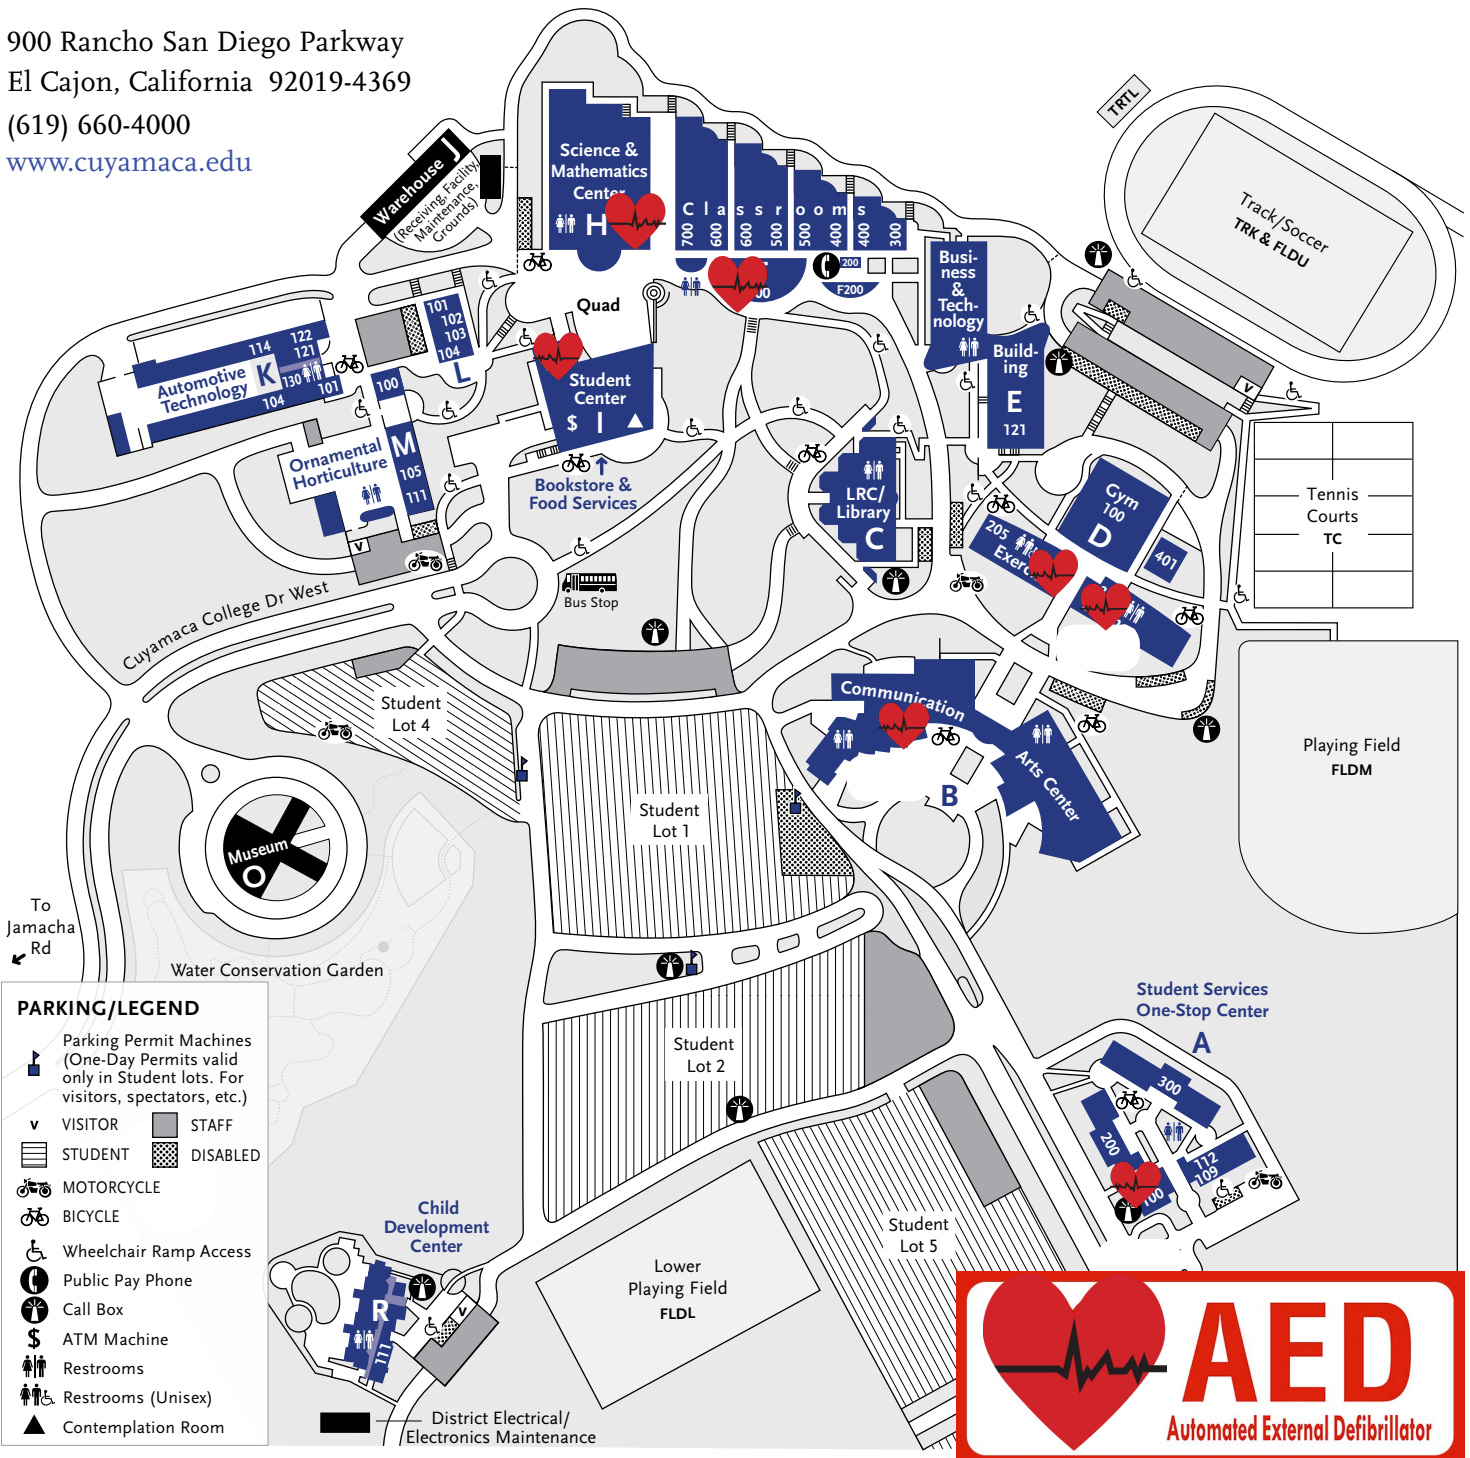 900 Rancho San Diego Parkway
El Cajon, California 92019-4369
(619) 660-4000
www.cuyamaca.edu
TRTL
Track/Soccer
TRK & FLDU
Warehouse J
(Receiving, Facility,
Maintenance,
Grounds)
Science &
Mathematics
Center
H
Classrooms
700
600
600
500
500
400
400
300
200
F200
Busi-
ness
&
Tech-
nology
Build-
ing
E
121
Quad
101
102
103
104
L
122
121
114
130
101
104
Automotive
Technology
K
100
M
105
111
Ornamental
Horticulture
V
Student
Center
$ I
Bookstore &
Food Services
LRC/
Library
C
Gym
100
D
401
205
V
Tennis
Courts
TC
Bus Stop
Cuyamaca College Dr West
Student
Lot 4
Communication
Arts Center
B
Playing Field
FLDM
Student
Lot 1
Museum
O
To
Jamacha
Rd
Water Conservation Garden
Student
Lot 2
Student Services
One-Stop Center
A
300
200
112
109
100
Student
Lot 5
Child
Development
Center
R
111
V
Lower
Playing Field
FLDL
District Electrical/
Electronics Maintenance
PARKING/LEGEND
Parking Permit Machines
(One-Day Permits valid
only in Student lots. For
visitors, spectators, etc.)
V VISITOR
STAFF
STUDENT
DISABLED
MOTORCYCLE
BICYCLE
Wheelchair Ramp Access
Public Pay Phone
Call Box
$ ATM Machine
Restrooms
Restrooms (Unisex)
Contemplation Room
AED
Automated External Defibrillator